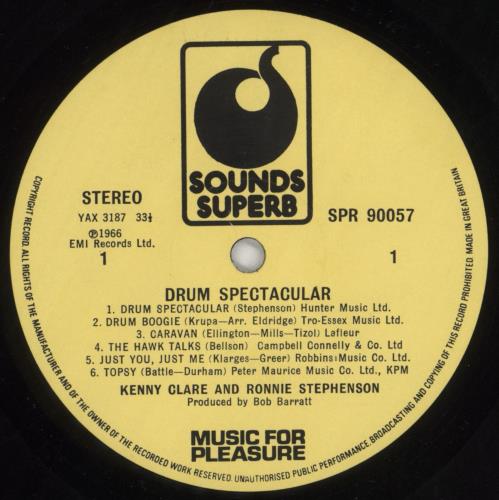 SOUNDS
SUPERB
STEREO
YAX 3187 33⅓
℗1966
EMI Records Ltd.
1
SPR 90057
1
DRUM SPECTACULAR
1. DRUM SPECTACULAR (Stephenson) Hunter Music Ltd.
2. DRUM BOOGIE (Krupa—Arr. Eldridge) Tro-Essex Music Ltd.
3. CARAVAN (Ellington—Mills—Tizol) Lafleur
4. THE HAWK TALKS (Bellson) Campbell Connelly & Co. Ltd
5. JUST YOU, JUST ME (Klarges—Greer) Robbins Music Co. Ltd.
6. TOPSY (Battle—Durham) Peter Maurice Music Co. Ltd., KPM
KENNY CLARE AND RONNIE STEPHENSON
Produced by Bob Barratt
MUSIC FOR
PLEASURE
COPYRIGHT RECORD. ALL RIGHTS OF THE MANUFACTURER AND OF THE OWNER OF THE RECORDED WORK RESERVED. UNAUTHORISED PUBLIC PERFORMANCE, BROADCASTING AND COPYING OF THIS RECORD PROHIBITED MADE IN GREAT BRITAIN